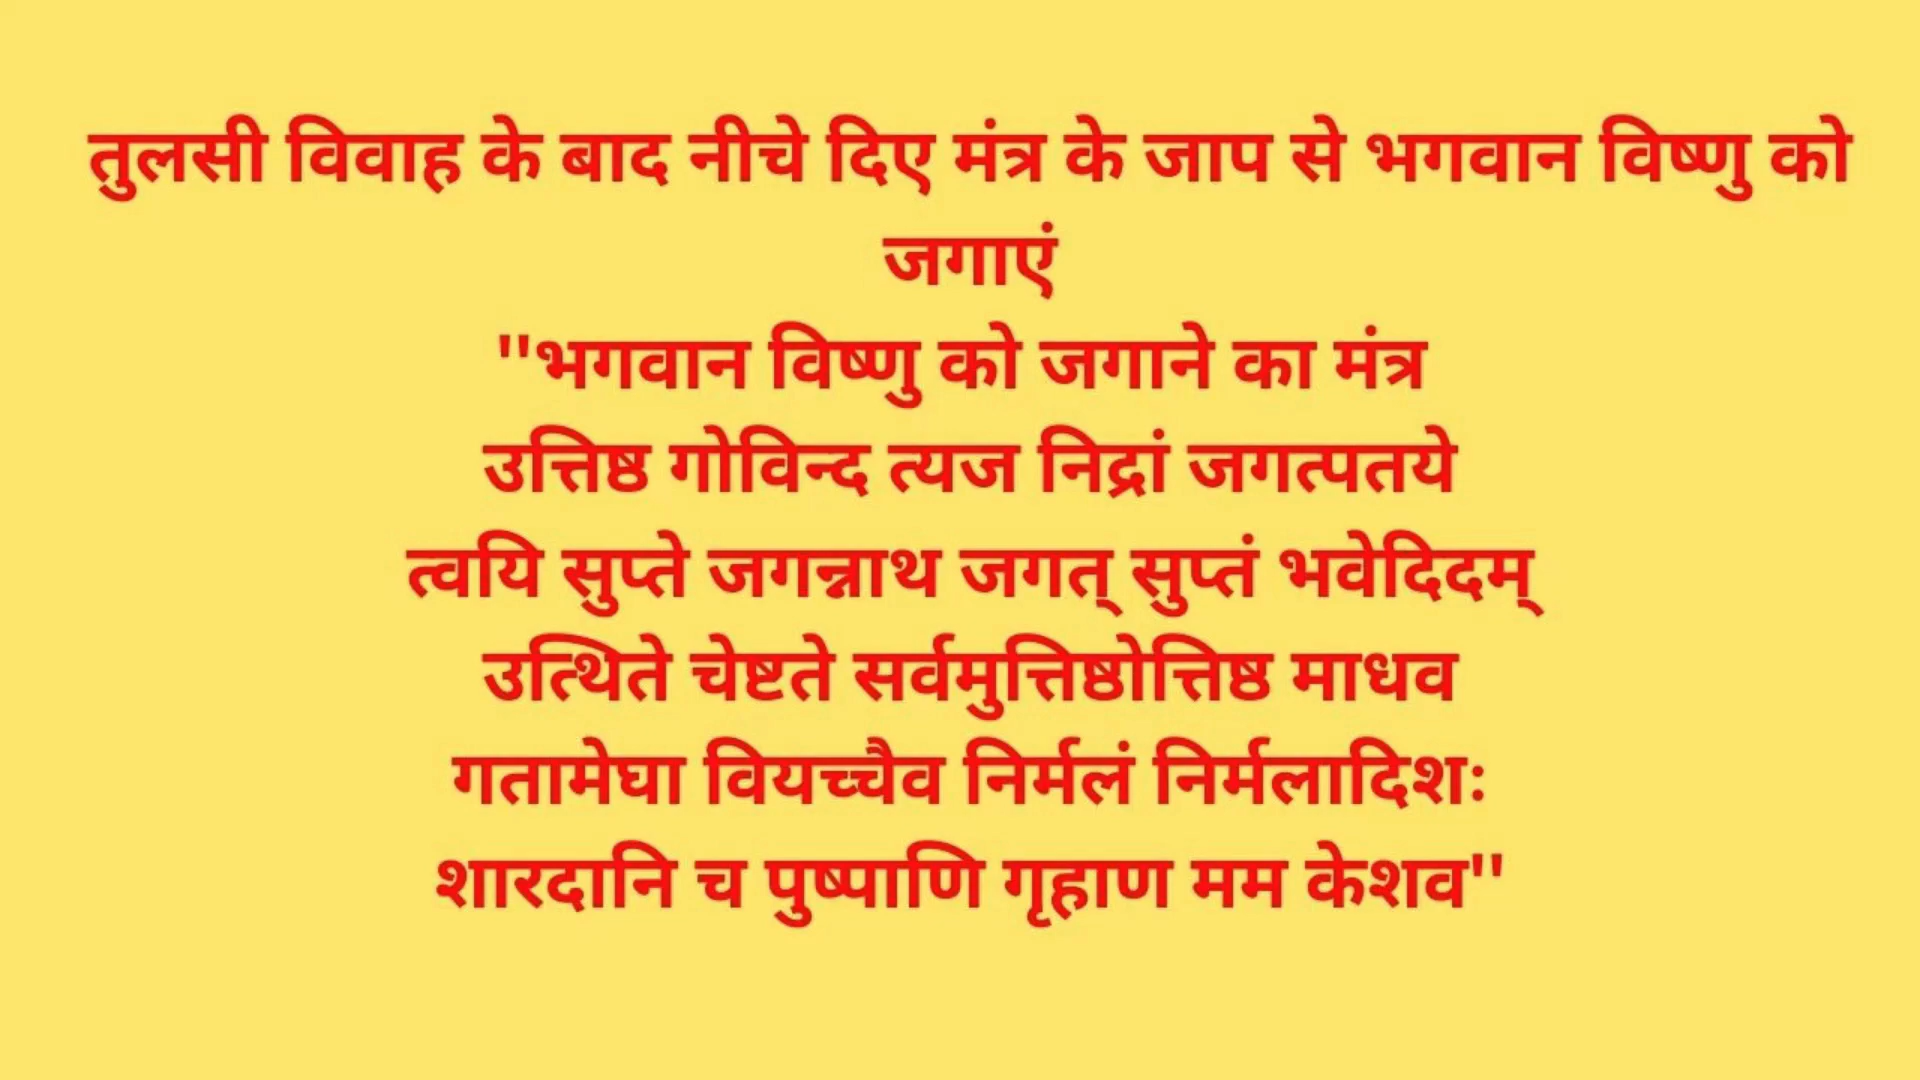 तुलसी विवाह के बाद नीचे दिए मंत्र के जाप से भगवान विष्णु को
जगाएं
"भगवान विष्णु को जगाने का मंत्र
उत्तिष्ठ गोविन्द त्यज निद्रां जगत्पतये
त्वयि सुप्ते जगन्नाथ जगत् सुप्तं भवेदिदम्
उत्थिते चेष्टते सर्वमुत्तिष्ठोत्तिष्ठ माधव
गतामेघा वियच्चैव निर्मलं निर्मलादिशः
शारदानि च पुष्पाणि गृहाण मम केशव"